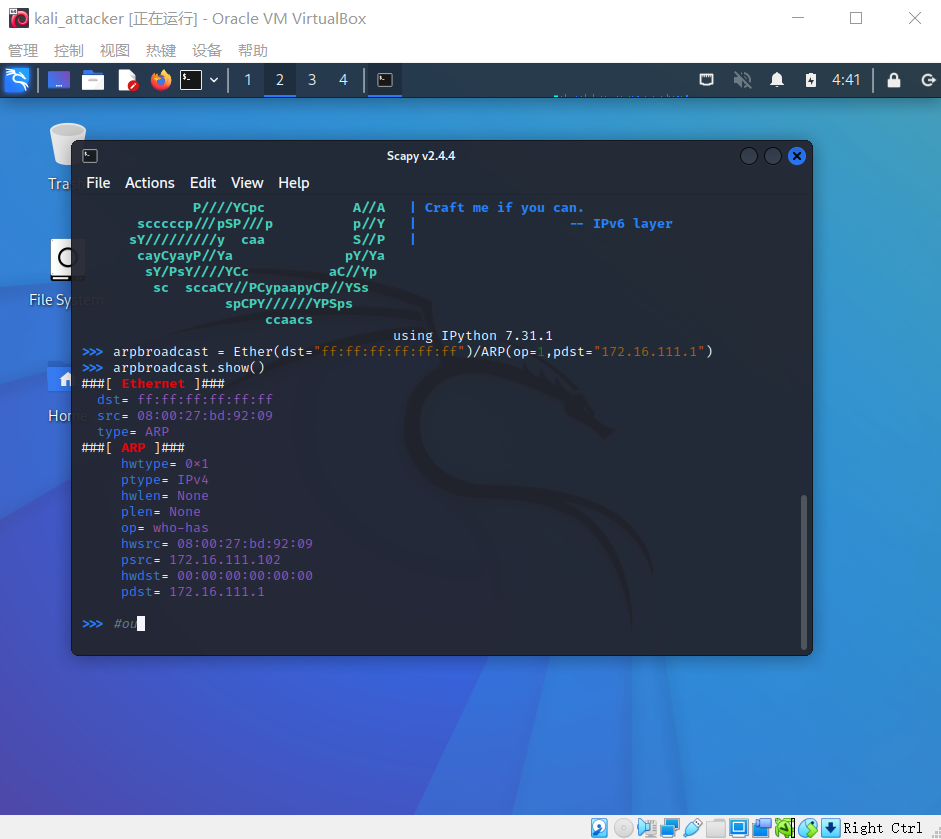 kali_attacker [正在运行] - Oracle VM VirtualBox
管理 控制 视图 热键 设备 帮助
1 2 3 4 4:41
Scapy v2.4.4
File Actions Edit View Help
P////YCpc A//A | Craft me if you can.
scccccp///pSP///p p//Y | -- IPv6 layer
sY/////////y caa S//P |
cayCyayP//Ya pY/Ya
sY/PsY////YCc aC//Yp
sc sccaCY//PCypaapyCP//YSs
spCPY//////YPSps
ccaacs
using IPython 7.31.1
>>> arpbroadcast = Ether(dst="ff:ff:ff:ff:ff:ff")/ARP(op=1,pdst="172.16.111.1")
>>> arpbroadcast.show()
###[ Ethernet ]###
dst= ff:ff:ff:ff:ff:ff
src= 08:00:27:bd:92:09
type= ARP
###[ ARP ]###
hwtype= 0×1
ptype= IPv4
hwlen= None
plen= None
op= who-has
hwsrc= 08:00:27:bd:92:09
psrc= 172.16.111.102
hwdst= 00:00:00:00:00:00
pdst= 172.16.111.1
>>> #ou
Tra
File System
Hom
Right Ctrl